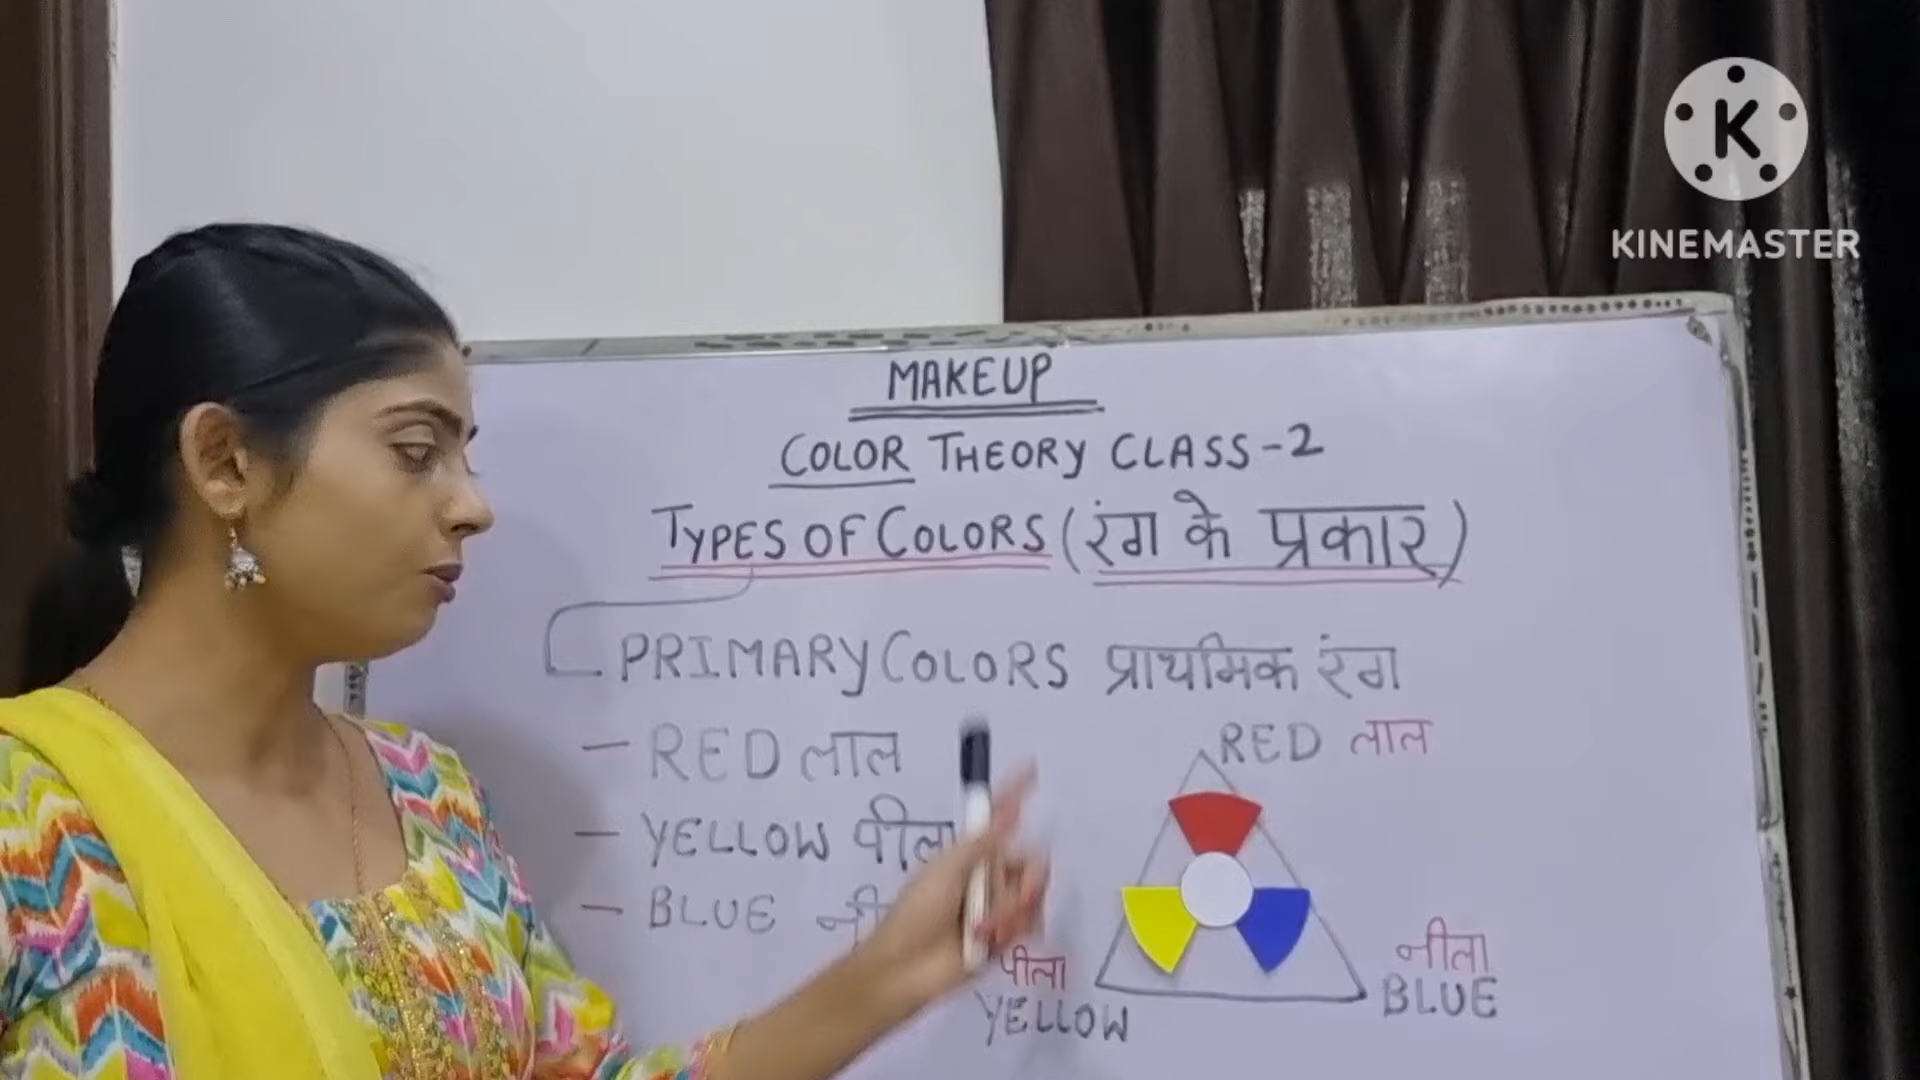 K
KINEMASTER
MAKEUP
COLOR THEORY CLASS-2
TYPES OF COLORS (रंग के प्रकार)
PRIMARY COLORS प्राथमिक रंग
- RED लाल
RED लाल
- YELLOW पीला
- BLUE
पीला
YELLOW
नीला
BLUE